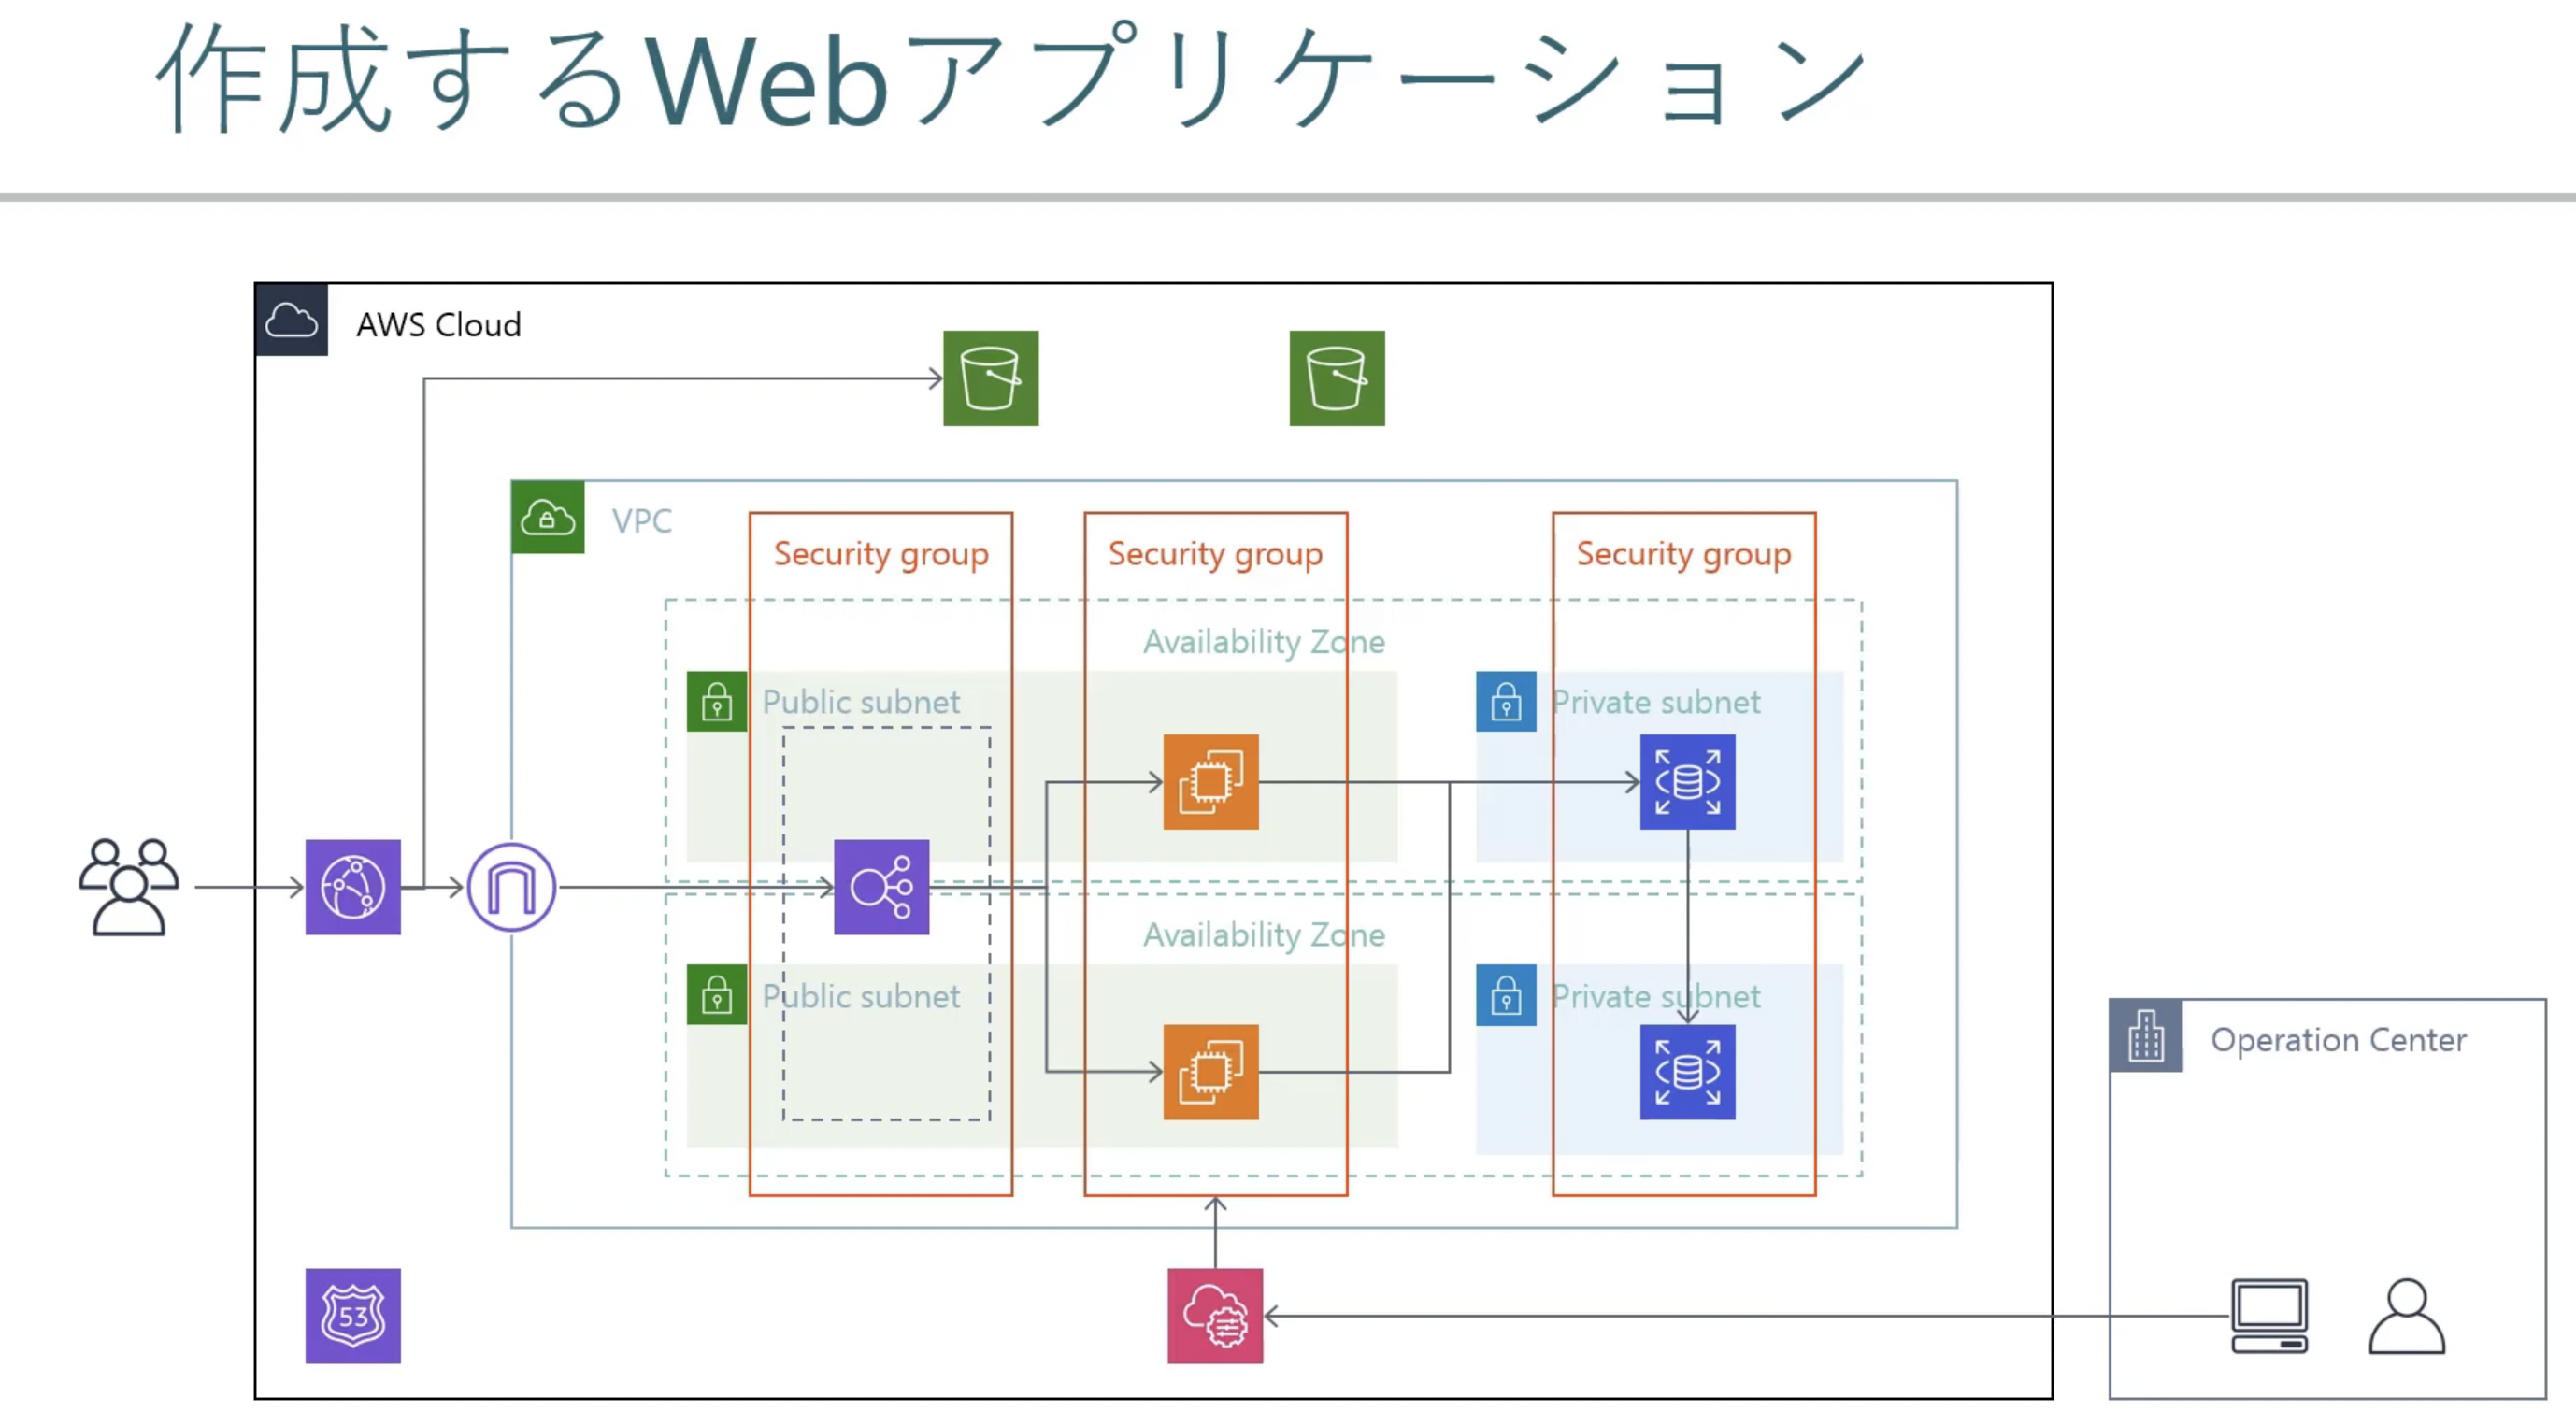 作成するWebアプリケーション
AWS Cloud
VPC
Security group
Security group
Security group
Availability Zone
Public subnet
Private subnet
Availability Zone
Public subnet
Private subnet
Operation Center
53